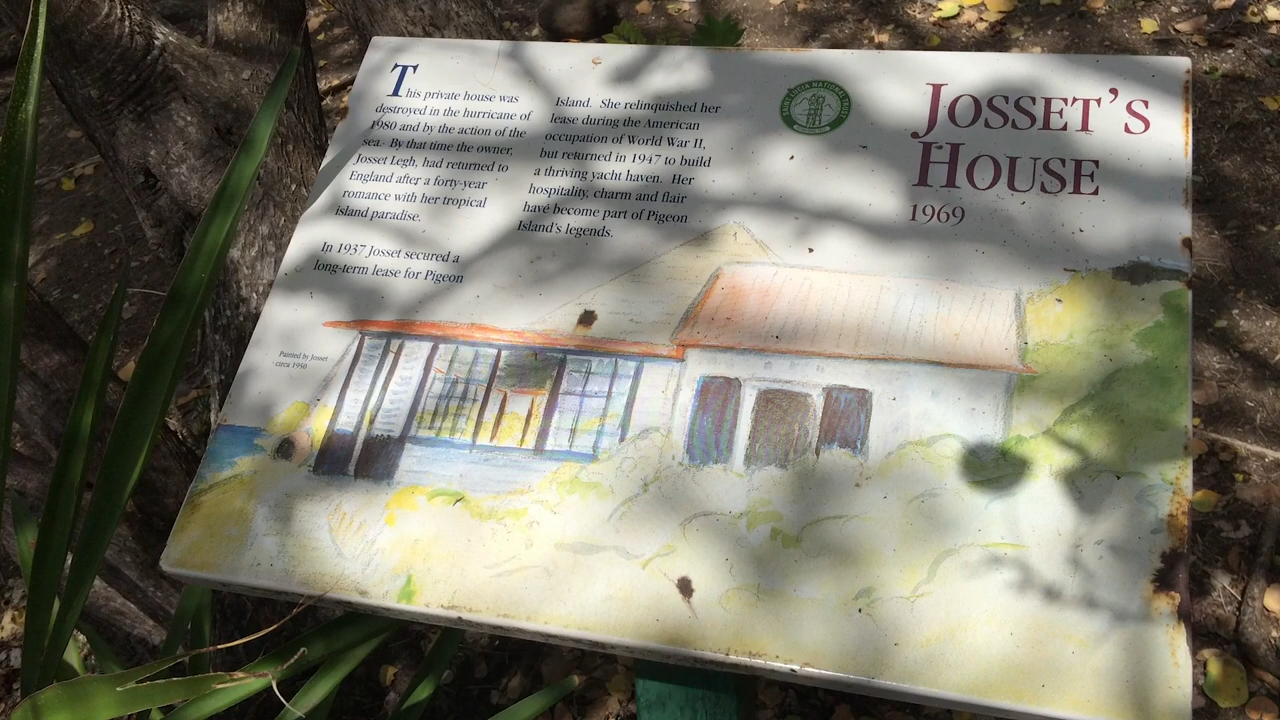 This private house was
destroyed in the hurricane of
1980 and by the action of the
sea. By that time the owner,
Josset Legh, had returned to
England after a forty-year
romance with her tropical
island paradise.
In 1937 Josset secured a
long-term lease for Pigeon
Island. She relinquished her
lease during the American
occupation of World War II,
but returned in 1947 to build
a thriving yacht haven. Her
hospitality, charm and flair
have become part of Pigeon
Island's legends.
SAINT LUCIA NATIONAL TRUST
JOSSET'S
HOUSE
1969
Painted by Josset
circa 1950